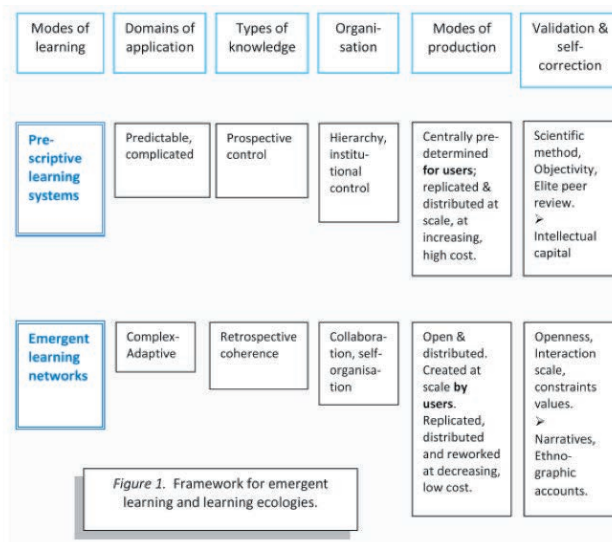 Modes of
learning
Domains of
application
Types of
knowledge
Organi-
sation
Modes of
production
Validation &
self-
correction
Pre-
scriptive
learning
systems
Predictable,
complicated
Prospective
control
Hierarchy,
institu-
tional
control
Centrally pre-
determined
for users;
replicated &
distributed at
scale, at
increasing,
high cost.
Scientific
method,
Objectivity,
Elite peer
review.
➢
Intellectual
capital
Emergent
learning
networks
Complex-
Adaptive
Retrospective
coherence
Collabora-
tion, self-
organisa-
tion
Open &
distributed.
Created at
scale by
users.
Replicated,
distributed
and reworked
at decreasing,
low cost.
Openness,
Interaction
scale,
constraints
values.
➢
Narratives,
Ethno-
graphic
accounts.
Figure 1. Framework for emergent
learning and learning ecologies.